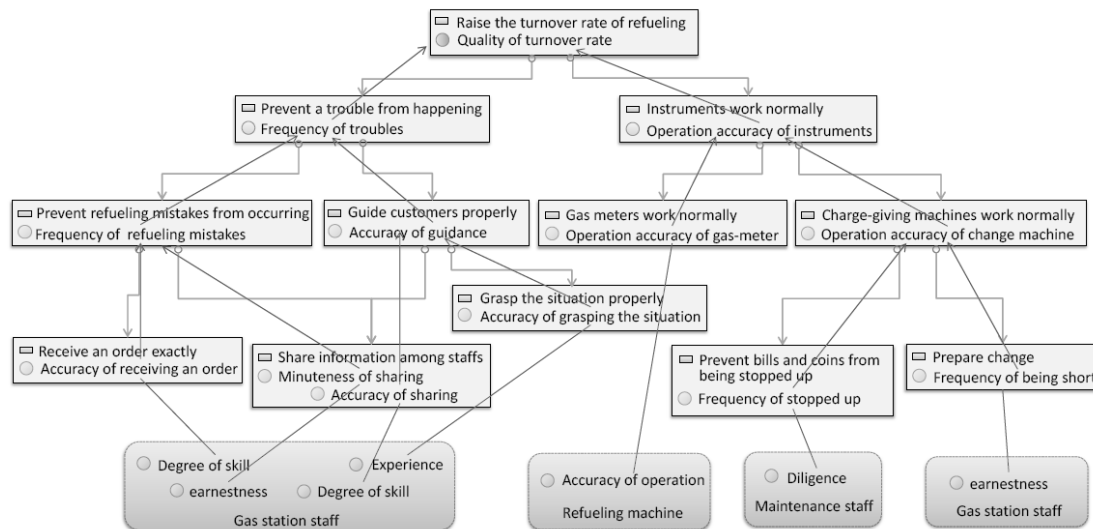 Raise the turnover rate of refueling
Quality of turnover rate
Prevent a trouble from happening
Frequency of troubles
Instruments work normally
Operation accuracy of instruments
Prevent refueling mistakes from occurring
Frequency of refueling mistakes
Guide customers properly
Accuracy of guidance
Gas meters work normally
Operation accuracy of gas-meter
Charge-giving machines work normally
Operation accuracy of change machine
Grasp the situation properly
Accuracy of grasping the situation
Receive an order exactly
Accuracy of receiving an order
Share information among staffs
Minuteness of sharing
Accuracy of sharing
Prevent bills and coins from
being stopped up
Frequency of stopped up
Prepare change
Frequency of being short
Degree of skill
Experience
earnestness
Degree of skill
Gas station staff
Accuracy of operation
Refueling machine
Diligence
Maintenance staff
earnestness
Gas station staff